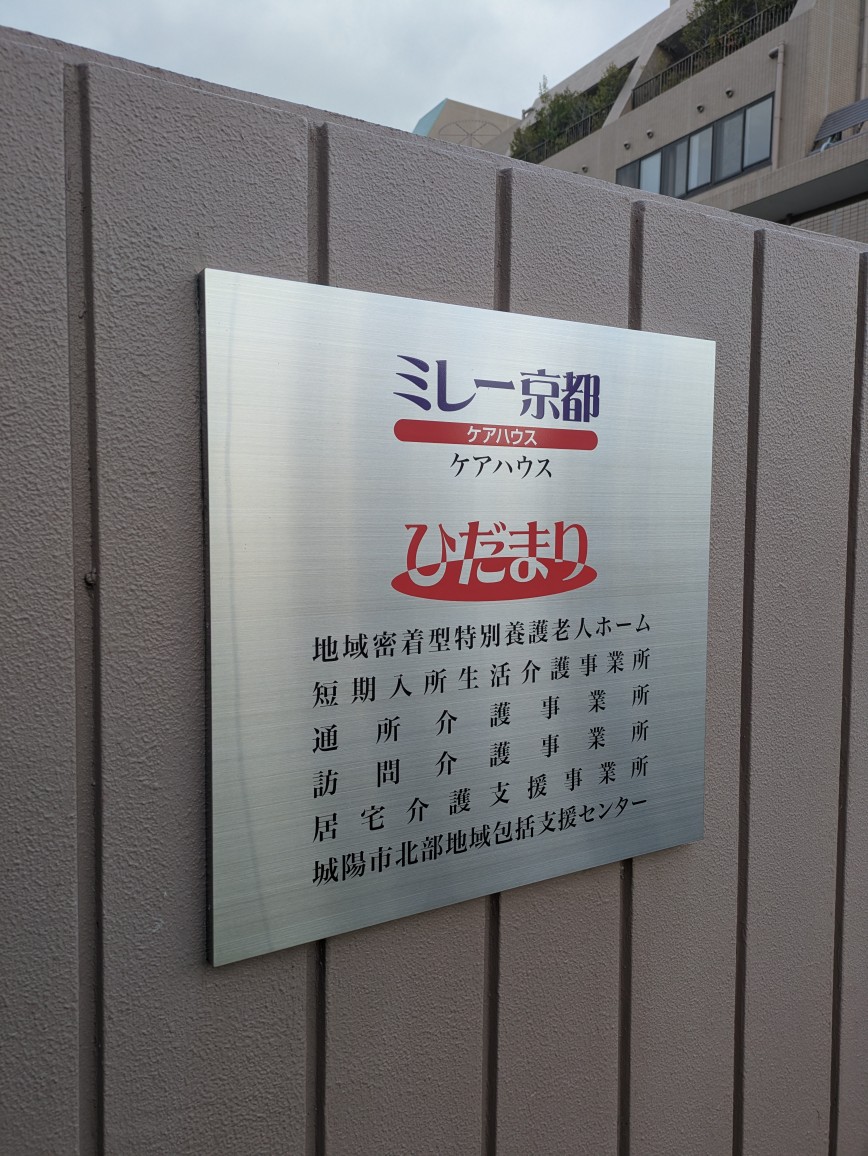 ミレー京都
ケアハウス
ケアハウス
ひだまり
地域密着型特別養護老人ホーム
短期入所生活介護事業所
通所介護事業所
訪問介護事業所
居宅介護支援事業所
城陽市北部地域包括支援センター